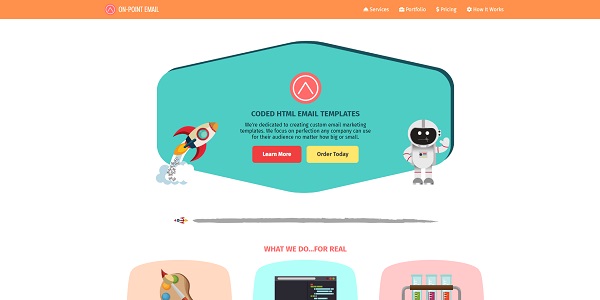 ON-POINT EMAIL
Services
Portfolio
$ Pricing
How It Works
CODED HTML EMAIL TEMPLATES
We're dedicated to creating custom email marketing
templates. We focus on perfection any company can use
for their audience no matter how big or small.
Learn More
Order Today
WHAT WE DO...FOR REAL